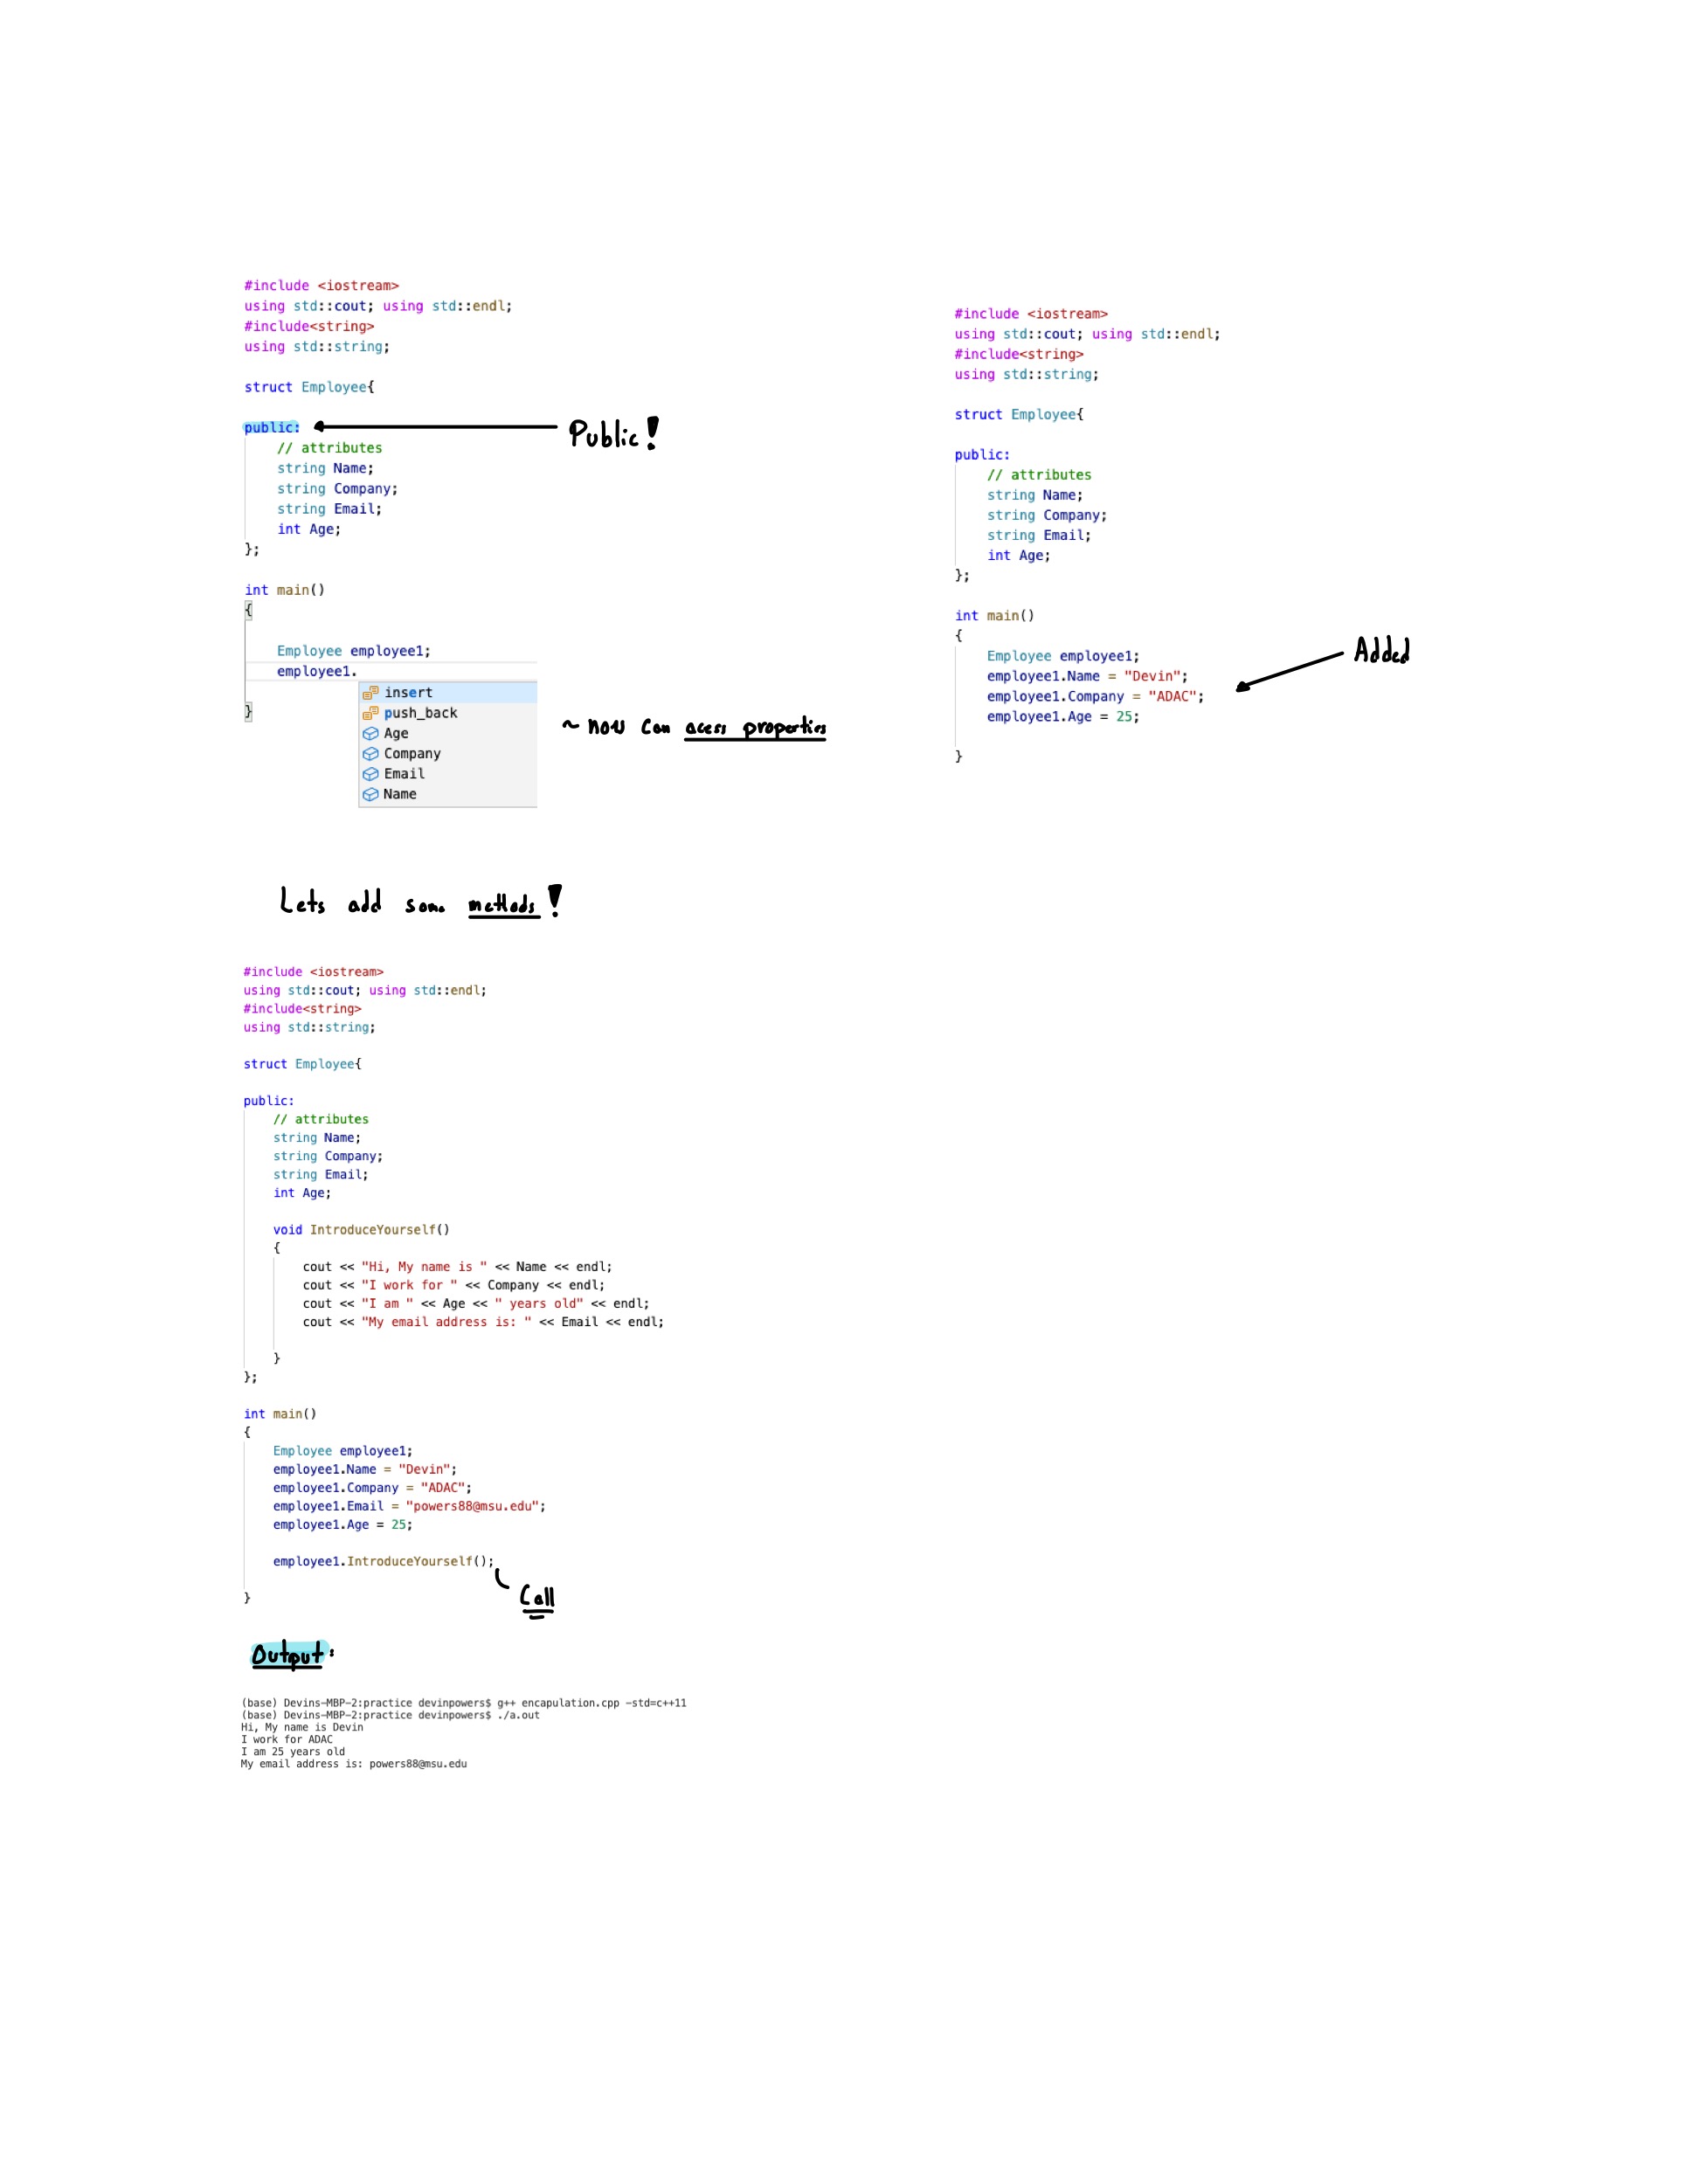 #include <iostream>
using std::cout; using std::endl;
#include<string>
using std::string;
struct Employee{
public:
Public!
// attributes
string Name;
string Company;
string Email;
int Age;
};
int main()
{
Employee employee1;
employee1.
insert
push_back
Age
Company
Email
Name
}
~ now can acess properties
#include <iostream>
using std::cout; using std::endl;
#include<string>
using std::string;
struct Employee{
public:
// attributes
string Name;
string Company;
string Email;
int Age;
};
int main()
{
Employee employee1;
employee1.Name = "Devin";
employee1.Company = "ADAC";
employee1.Age = 25;
}
Added
Lets add some methods!
#include <iostream>
using std::cout; using std::endl;
#include<string>
using std::string;
struct Employee{
public:
// attributes
string Name;
string Company;
string Email;
int Age;
void IntroduceYourself()
{
cout << "Hi, My name is " << Name << endl;
cout << "I work for " << Company << endl;
cout << "I am " << Age << " years old" << endl;
cout << "My email address is: " << Email << endl;
}
};
int main()
{
Employee employee1;
employee1.Name = "Devin";
employee1.Company = "ADAC";
employee1.Email = "powers88@msu.edu";
employee1.Age = 25;
employee1.IntroduceYourself();
Call
}
Output:
(base) Devins-MBP-2:practice devinpowers$ g++ encapulation.cpp -std=c++11
(base) Devins-MBP-2:practice devinpowers$ ./a.out
Hi, My name is Devin
I work for ADAC
I am 25 years old
My email address is: powers88@msu.edu